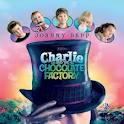 JOHNNY DEPP
Charlie
AND THE
CHOCOLATE FACTORY